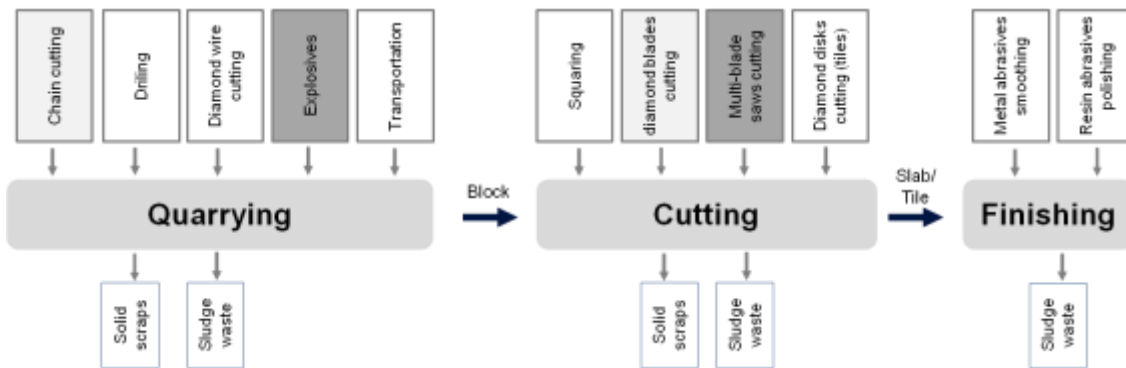 Chain cutting
Driling
Diamond wire
cutting
Explosives
Transportation
Quarrying
Solid
scraps
Sludge
waste
Block
Squaring
diamond blades
cutting
Multi-blade
saws cutting
Diamond disks
cutting (tiles)
Cutting
Solid
scraps
Sludge
waste
Slab/
Tile
Metal abrasives
smoothing
Resin abrasives
polishing
Finishing
Sludge
waste